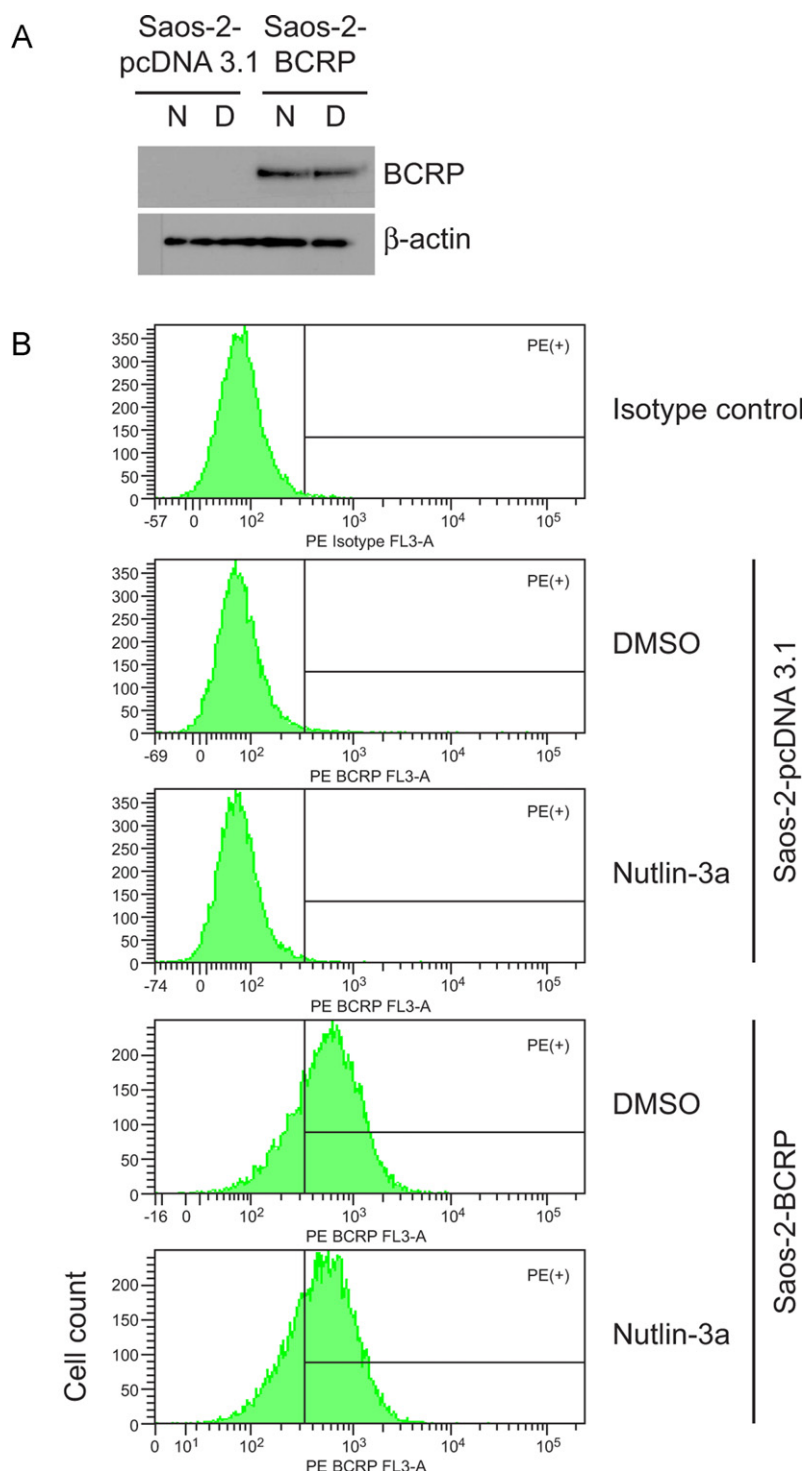 A
Saos-2-
pcDNA 3.1
Saos-2-
BCRP
N D N D
BCRP
β-actin
B
350
300
250
200
150
100
50
0
PE(+)
-57 0 10² 10³ 10⁴ 10⁵
PE Isotype FL3-A
Isotype control
350
300
250
200
150
100
50
0
PE(+)
-69 0 10² 10³ 10⁴ 10⁵
PE BCRP FL3-A
DMSO
350
300
250
200
150
100
50
0
PE(+)
-74 0 10² 10³ 10⁴ 10⁵
PE BCRP FL3-A
Nutlin-3a
Saos-2-pcDNA 3.1
200
150
100
50
0
PE(+)
-16 0 10² 10³ 10⁴ 10⁵
PE BCRP FL3-A
DMSO
200
150
100
50
0
PE(+)
0 10¹ 10² 10³ 10⁴ 10⁵
PE BCRP FL3-A
Nutlin-3a
Saos-2-BCRP
Cell count